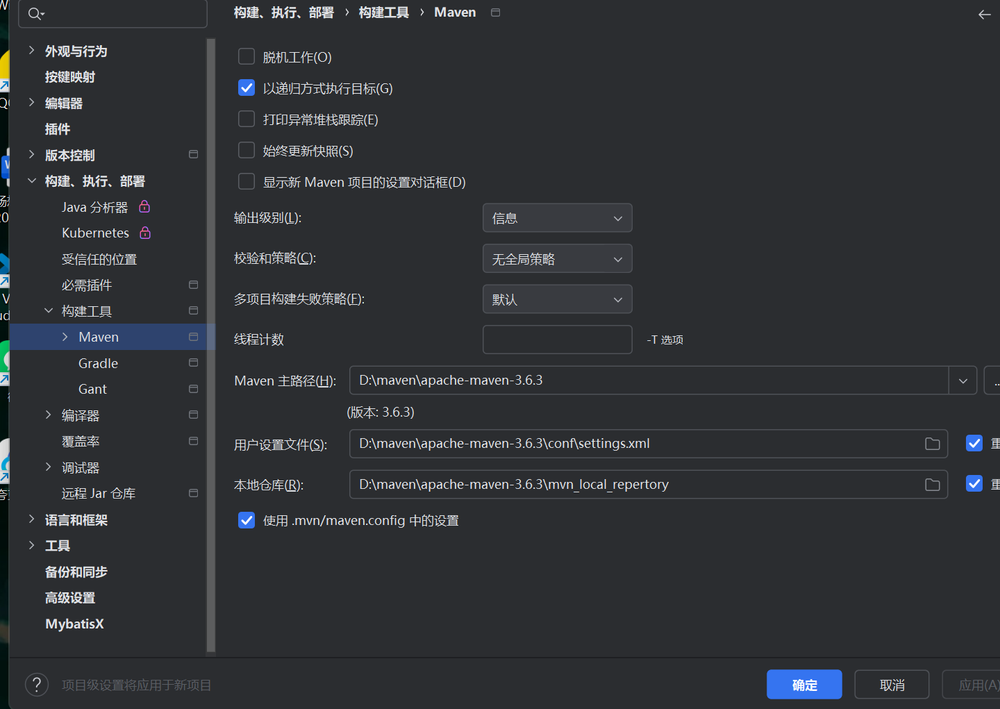 构建、执行、部署 › 构建工具 › Maven
外观与行为
按键映射
编辑器
插件
版本控制
构建、执行、部署
Java 分析器
Kubernetes
受信任的位置
必需插件
构建工具
Maven
Gradle
Gant
编译器
覆盖率
调试器
远程 Jar 仓库
语言和框架
工具
备份和同步
高级设置
MybatisX
脱机工作(O)
以递归方式执行目标(G)
打印异常堆栈跟踪(E)
始终更新快照(S)
显示新 Maven 项目的设置对话框(D)
输出级别(L): 信息
校验和策略(C): 无全局策略
多项目构建失败策略(F): 默认
线程计数 -T 选项
Maven 主路径(H): D:\maven\apache-maven-3.6.3
(版本: 3.6.3)
用户设置文件(S): D:\maven\apache-maven-3.6.3\conf\settings.xml 重
本地仓库(R): D:\maven\apache-maven-3.6.3\mvn_local_repertory 重
使用 .mvn/maven.config 中的设置
? 项目级设置将应用于新项目
确定 取消 应用(A)